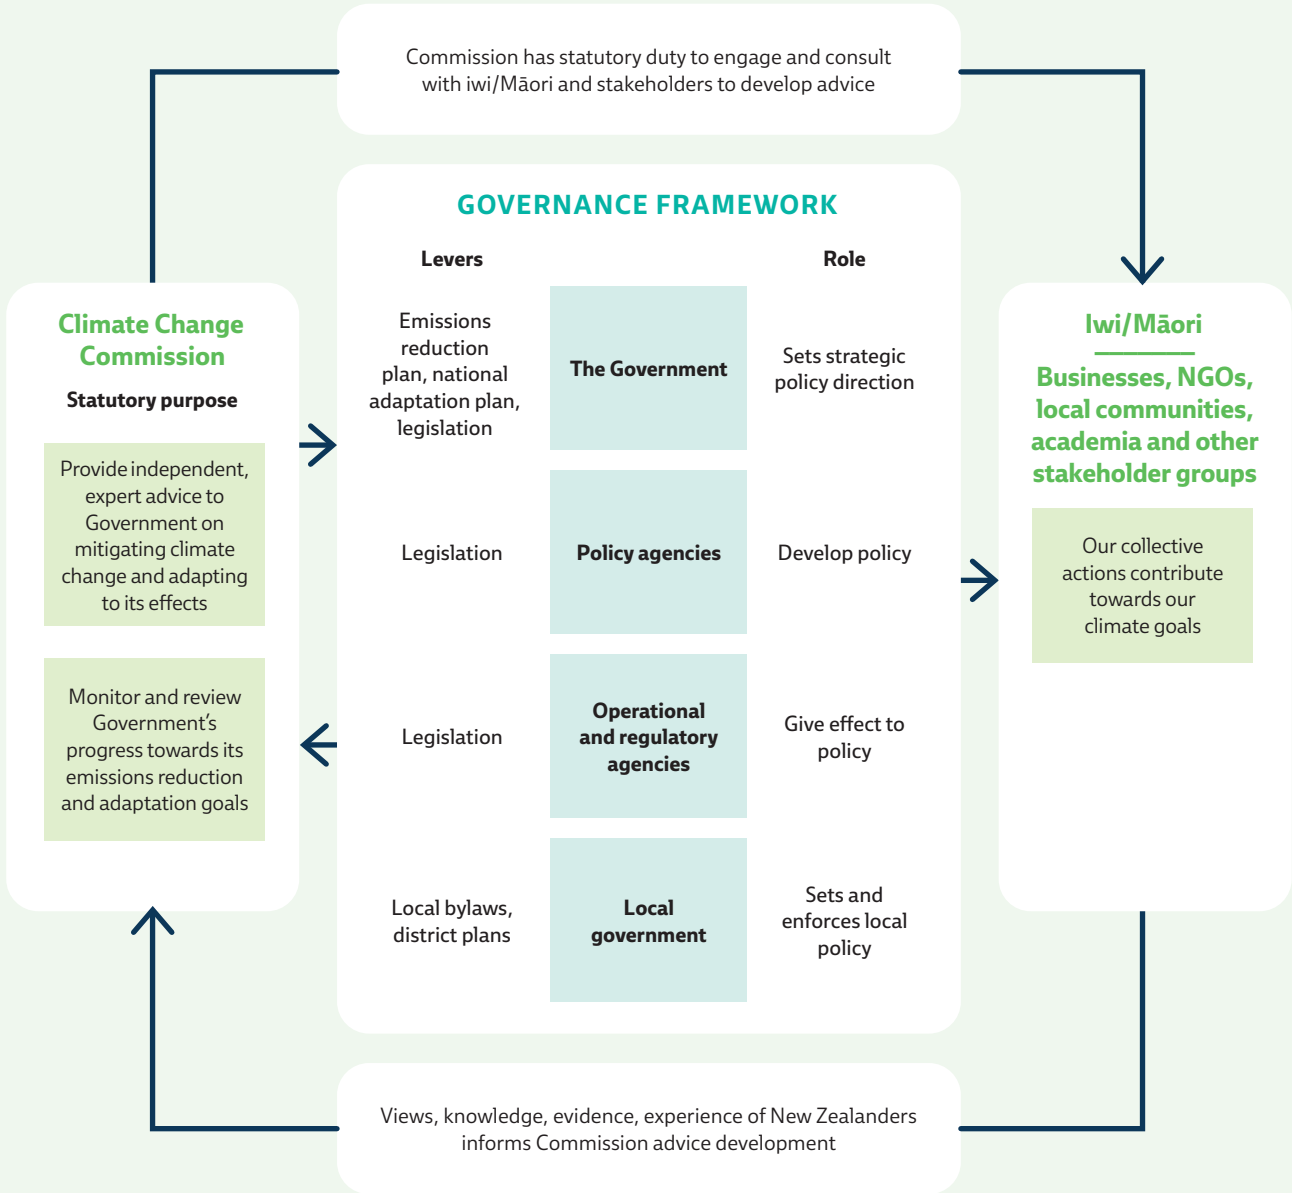 Commission has statutory duty to engage and consult
with iwi/Māori and stakeholders to develop advice
GOVERNANCE FRAMEWORK
Levers
Role
Climate Change
Commission
Statutory purpose
Provide independent,
expert advice to
Government on
mitigating climate
change and adapting
to its effects
Monitor and review
Government’s
progress towards its
emissions reduction
and adaptation goals
Emissions
reduction
plan, national
adaptation plan,
legislation
The Government
Sets strategic
policy direction
Legislation
Policy agencies
Develop policy
Legislation
Operational
and regulatory
agencies
Give effect to
policy
Local bylaws,
district plans
Local
government
Sets and
enforces local
policy
Iwi/Māori
Businesses, NGOs,
local communities,
academia and other
stakeholder groups
Our collective
actions contribute
towards our
climate goals
Views, knowledge, evidence, experience of New Zealanders
informs Commission advice development